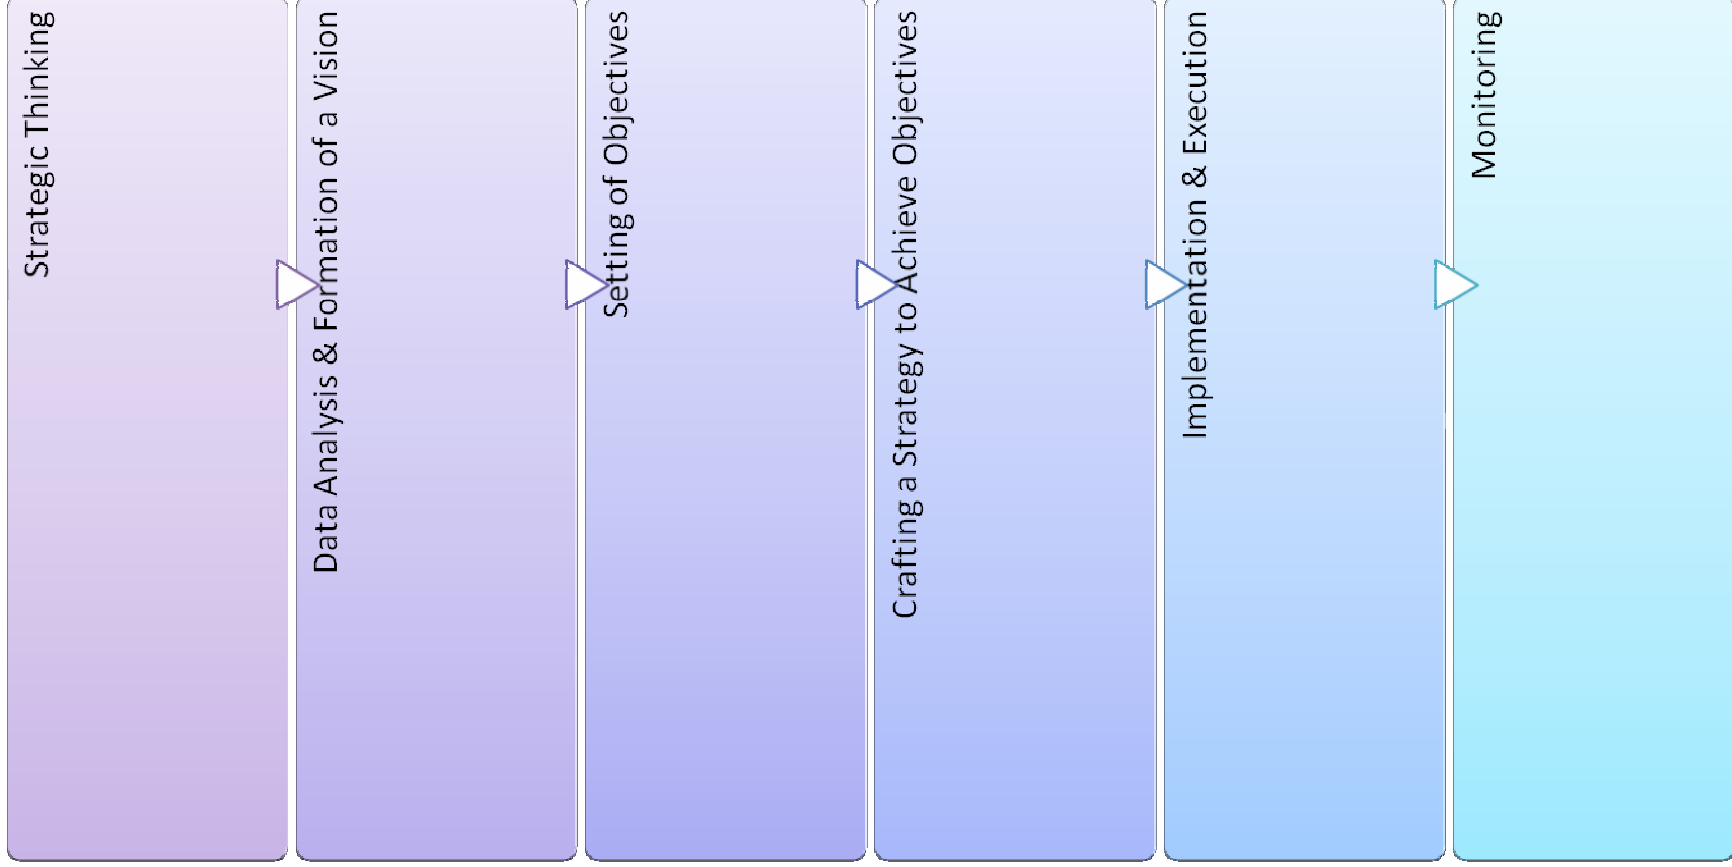 Strategic Thinking
Data Analysis & Formation of a Vision
Setting of Objectives
Crafting a Strategy to Achieve Objectives
Implementation & Execution
Monitoring